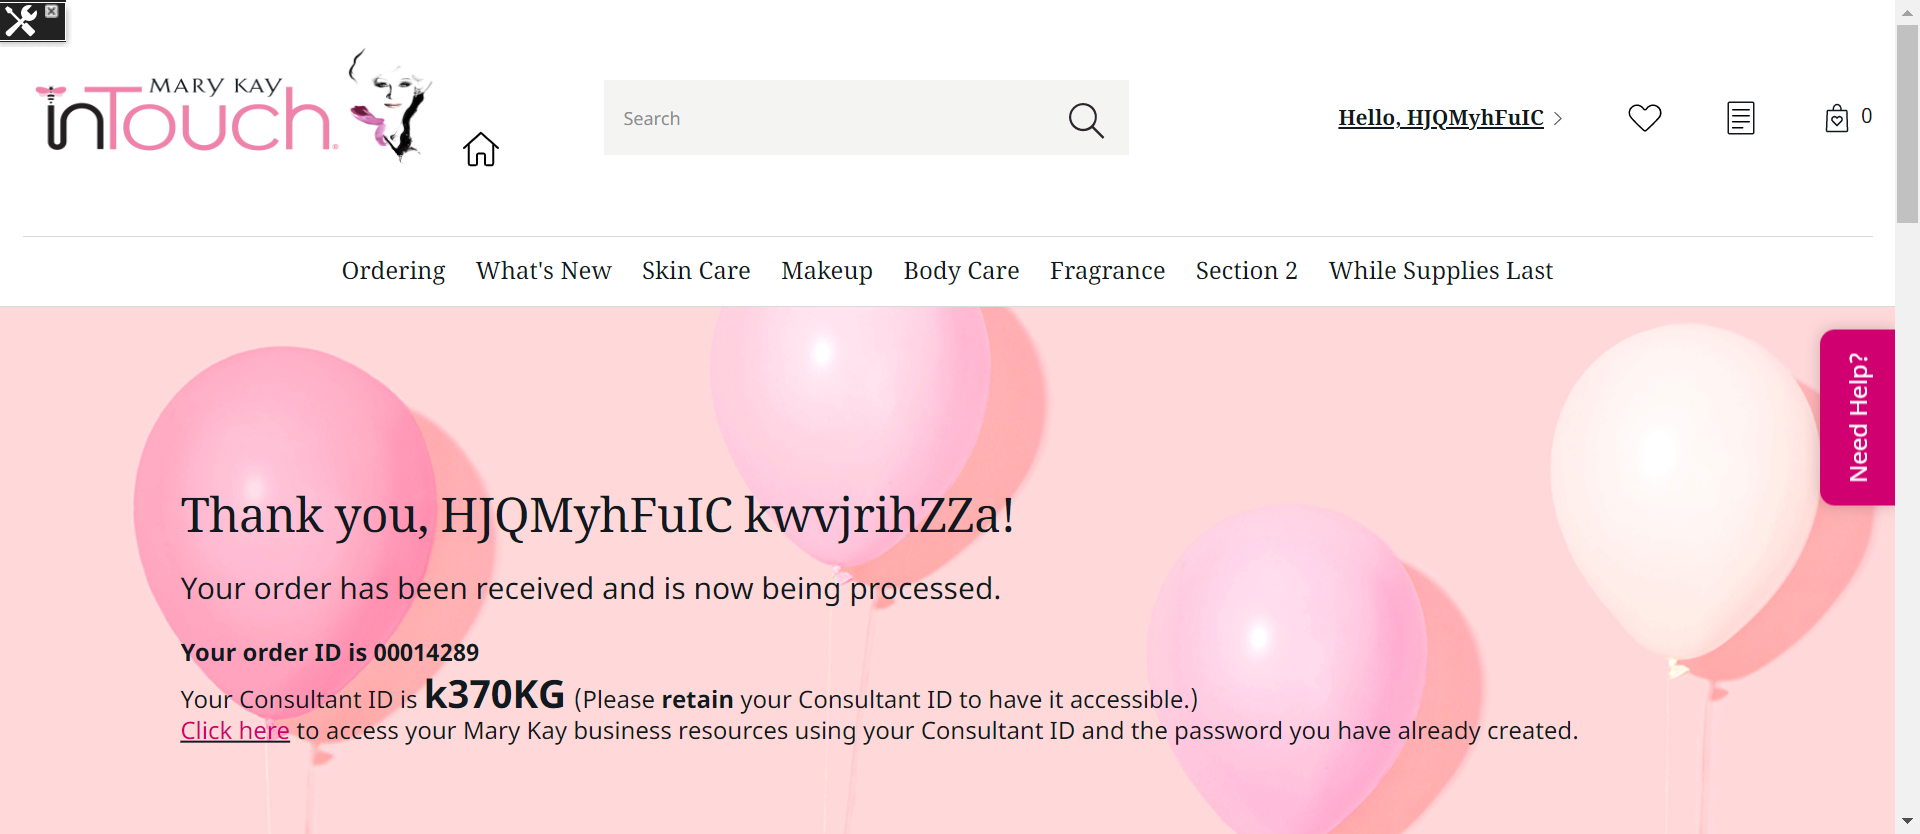 MARY KAY
inTouch.
Search
Hello, HJQMyhFuIC
0
Ordering What's New Skin Care Makeup Body Care Fragrance Section 2 While Supplies Last
Need Help?
Thank you, HJQMyhFuIC kwvjrihZZa!
Your order has been received and is now being processed.
Your order ID is 00014289
Your Consultant ID is k370KG (Please retain your Consultant ID to have it accessible.)
Click here to access your Mary Kay business resources using your Consultant ID and the password you have already created.